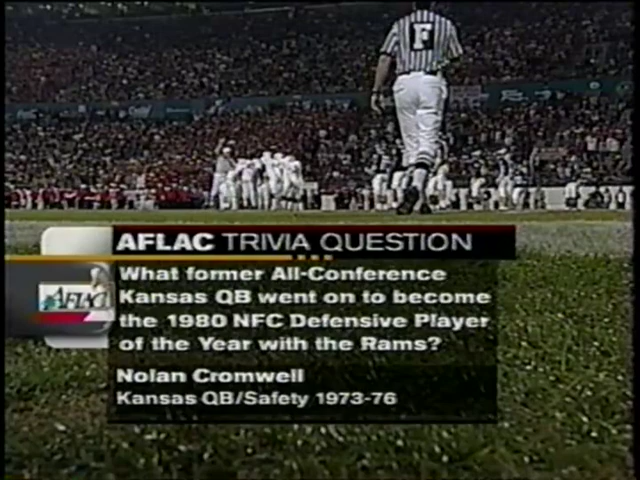 F
AFLAC TRIVIA QUESTION
AFLAC
What former All-Conference
Kansas QB went on to become
the 1980 NFC Defensive Player
of the Year with the Rams?
Nolan Cromwell
Kansas QB/Safety 1973-76